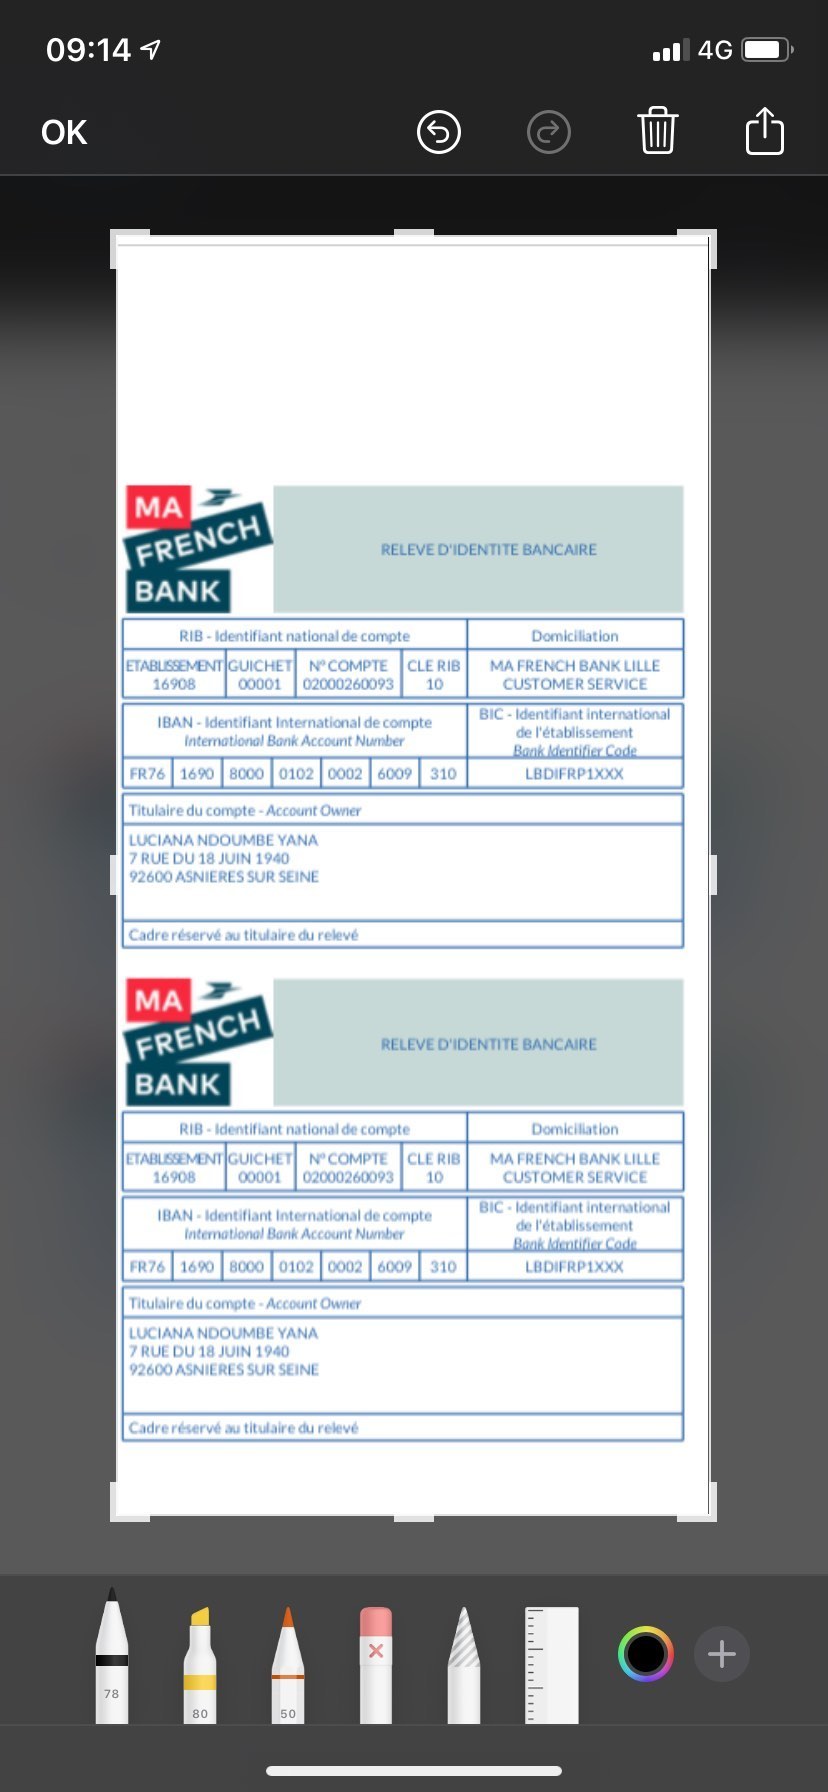 09:14
4G
OK
MA
FRENCH
BANK
RELEVE D'IDENTITE BANCAIRE
RIB - Identifiant national de compte
Domiciliation
ETABLISSEMENT GUICHET N° COMPTE CLE RIB
16908 00001 02000260093 10
MA FRENCH BANK LILLE
CUSTOMER SERVICE
IBAN - Identifiant International de compte
International Bank Account Number
BIC - Identifiant international
de l'établissement
Bank Identifier Code
FR76 1690 8000 0102 0002 6009 310
LBDIFRP1XXX
Titulaire du compte - Account Owner
LUCIANA NDOUMBE YANA
7 RUE DU 18 JUIN 1940
92600 ASNIERES SUR SEINE
Cadre réservé au titulaire du relevé
MA
FRENCH
BANK
RELEVE D'IDENTITE BANCAIRE
RIB - Identifiant national de compte
Domiciliation
ETABLISSEMENT GUICHET N° COMPTE CLE RIB
16908 00001 02000260093 10
MA FRENCH BANK LILLE
CUSTOMER SERVICE
IBAN - Identifiant International de compte
International Bank Account Number
BIC - Identifiant international
de l'établissement
Bank Identifier Code
FR76 1690 8000 0102 0002 6009 310
LBDIFRP1XXX
Titulaire du compte - Account Owner
LUCIANA NDOUMBE YANA
7 RUE DU 18 JUIN 1940
92600 ASNIERES SUR SEINE
Cadre réservé au titulaire du relevé
78
80
50